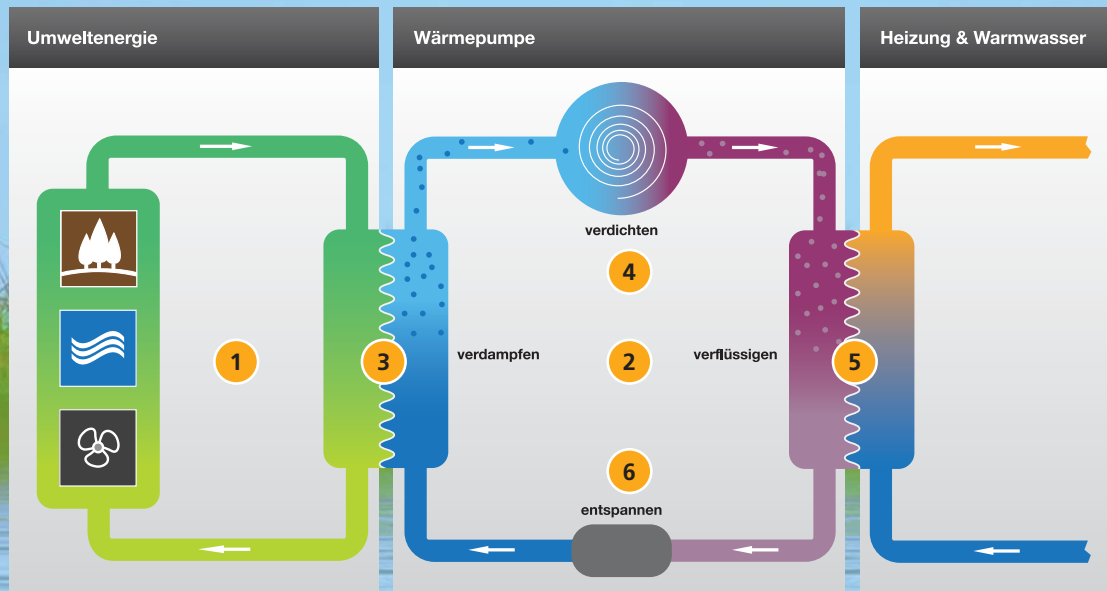 Umweltenergie
Wärmepumpe
Heizung & Warmwasser
verdichten
4
1
3
verdampfen
2
verflüssigen
5
6
entspannen